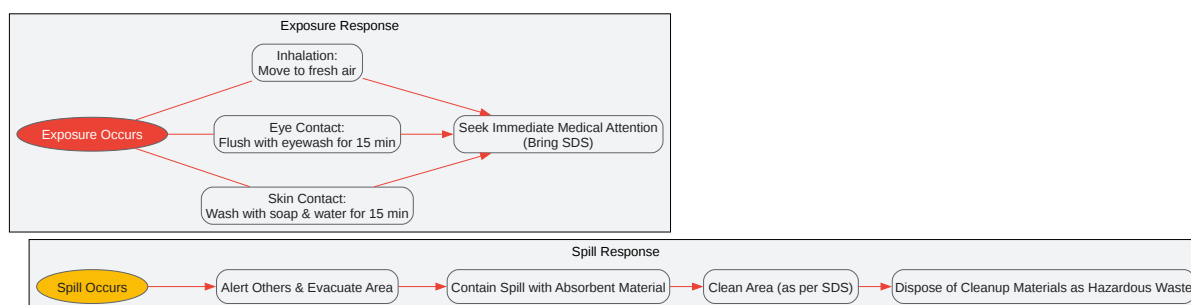 Exposure Response
Inhalation:
Move to fresh air
Exposure Occurs
Eye Contact:
Flush with eyewash for 15 min
Seek Immediate Medical Attention
(Bring SDS)
Skin Contact:
Wash with soap & water for 15 min
Spill Response
Spill Occurs
Alert Others & Evacuate Area
Contain Spill with Absorbent Material
Clean Area (as per SDS)
Dispose of Cleanup Materials as Hazardous Waste